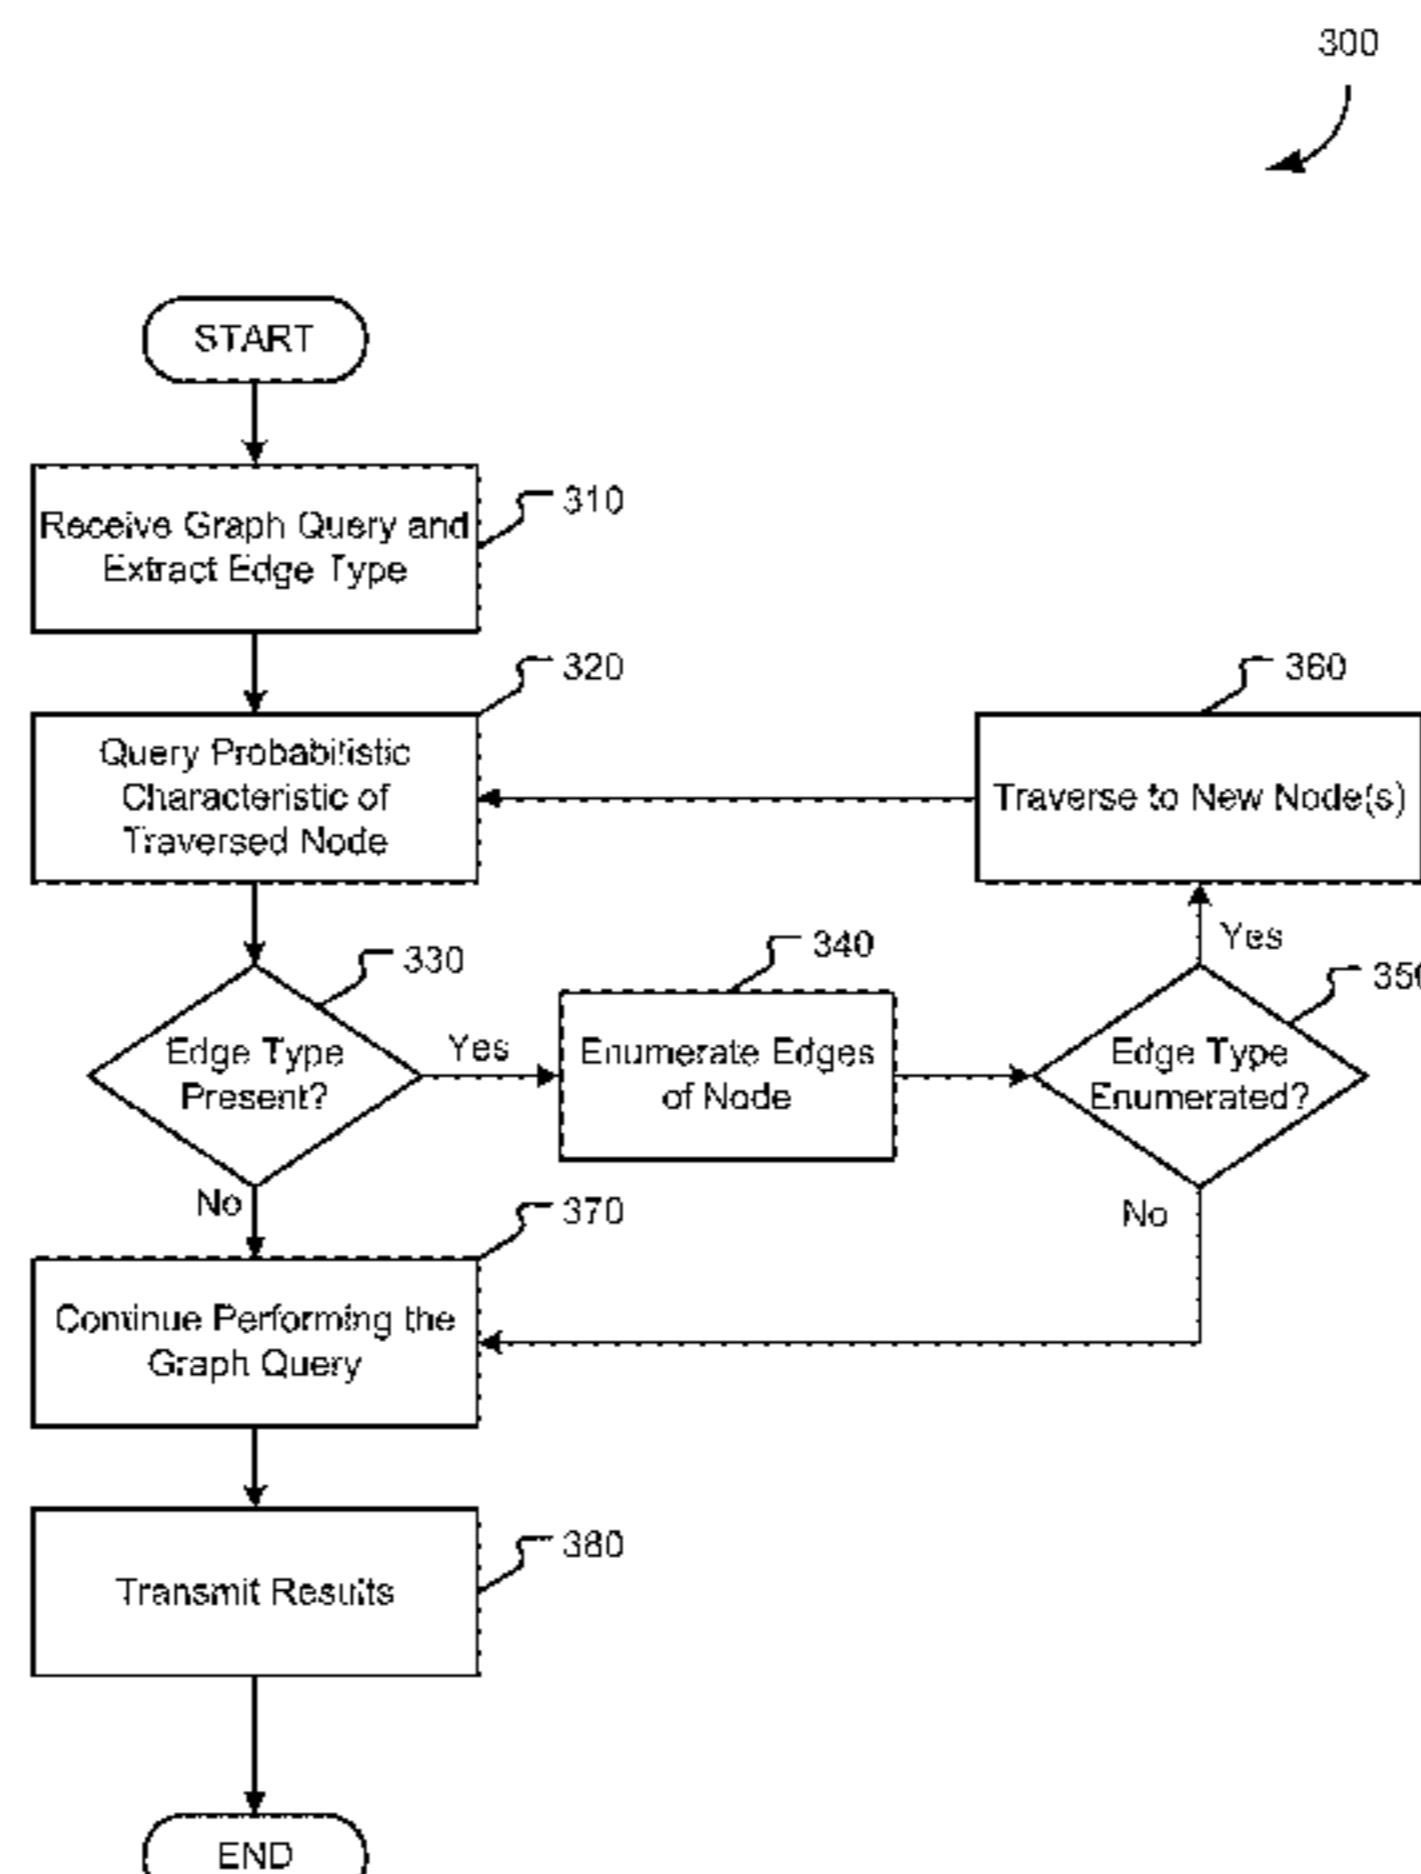 300
START
Receive Graph Query and
Extract Edge Type
310
320
Query Probabilistic
Characteristic of
Traversed Node
360
Traverse to New Node(s)
Yes
330
340
350
Edge Type
Present?
Yes
Enumerate Edges
of Node
Edge Type
Enumerated?
No
No
370
Continue Performing the
Graph Query
380
Transmit Results
END